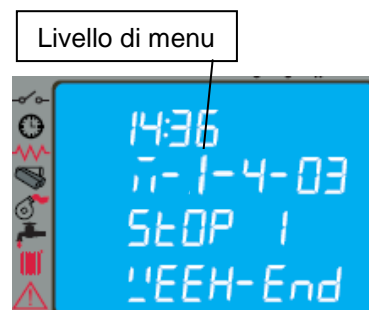 Livello di menu
14:36
M-1-4-03
STOP 1
WEEK-End